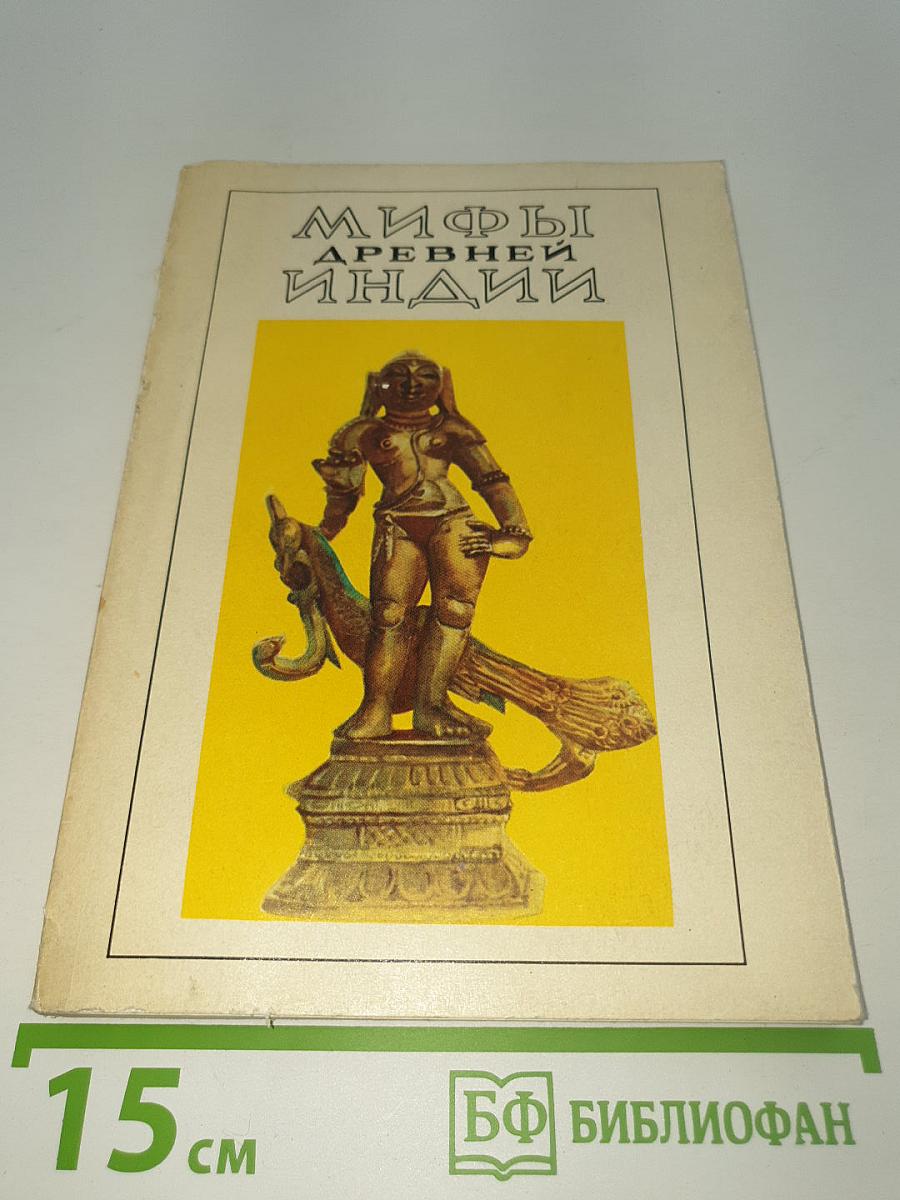 МИФЫ
ДРЕВНЕЙ
ИНДИИ
15 см
БФ БИБЛИОФАН